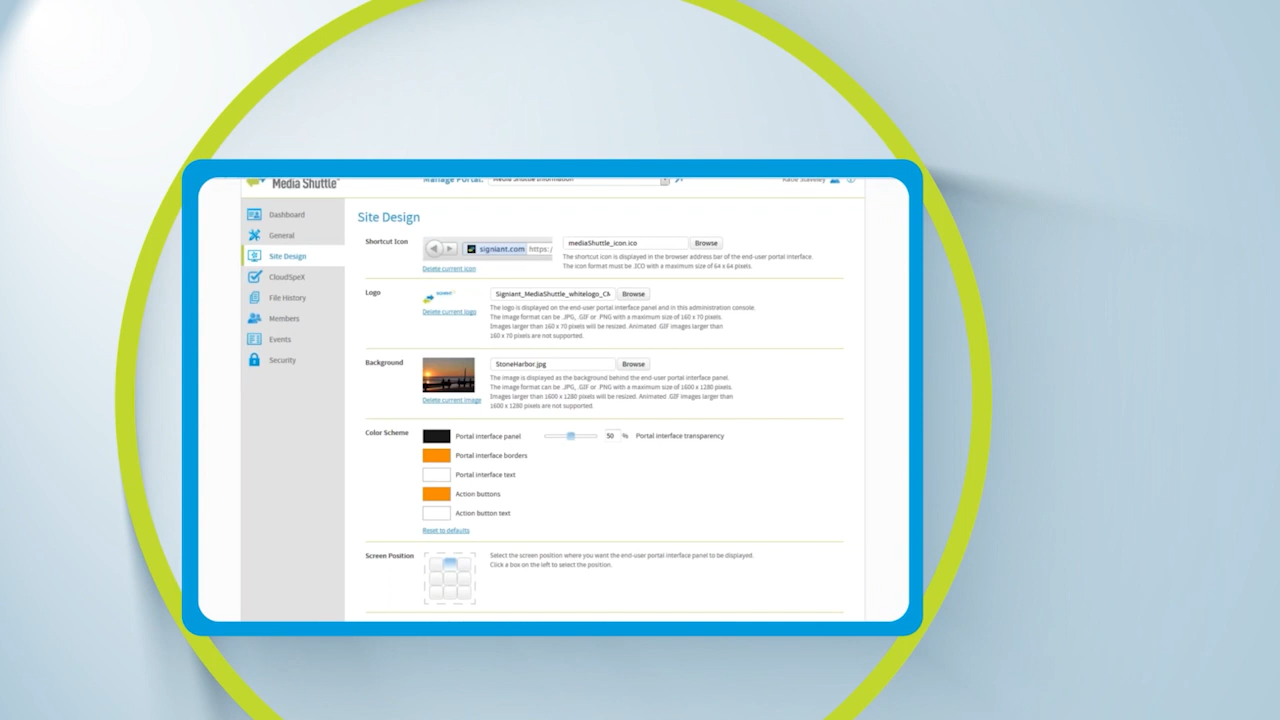 Media Shuttle™
Manage Portal: Media Shuttle Information
Dashboard
General
Site Design
CloudSpeX
File History
Members
Events
Security
Site Design
Shortcut Icon
signiant.com https:/
mediaShuttle_icon.ico
Browse
Delete current icon
The shortcut icon is displayed in the browser address bar of the end-user portal interface.
The icon format must be .ICO with a maximum size of 64 x 64 pixels.
Logo
Signiant_MediaShuttle_whitelogo_CM
Browse
Delete current logo
The logo is displayed on the end-user portal interface panel and in this administration console.
The image format can be .JPG, .GIF or .PNG with a maximum size of 160 x 70 pixels.
Images larger than 160 x 70 pixels will be resized. Animated .GIF images larger than
160 x 70 pixels are not supported.
Background
StoneHarbor.jpg
Browse
Delete current image
The image is displayed as the background behind the end-user portal interface panel.
The image format can be .JPG, .GIF or .PNG with a maximum size of 1600 x 1280 pixels.
Images larger than 1600 x 1280 pixels will be resized. Animated .GIF images larger than
1600 x 1280 pixels are not supported.
Color Scheme
Portal interface panel
50 % Portal interface transparency
Portal interface borders
Portal interface text
Action buttons
Action button text
Reset to defaults
Screen Position
Select the screen position where you want the end-user portal interface panel to be displayed.
Click a box on the left to select the position.